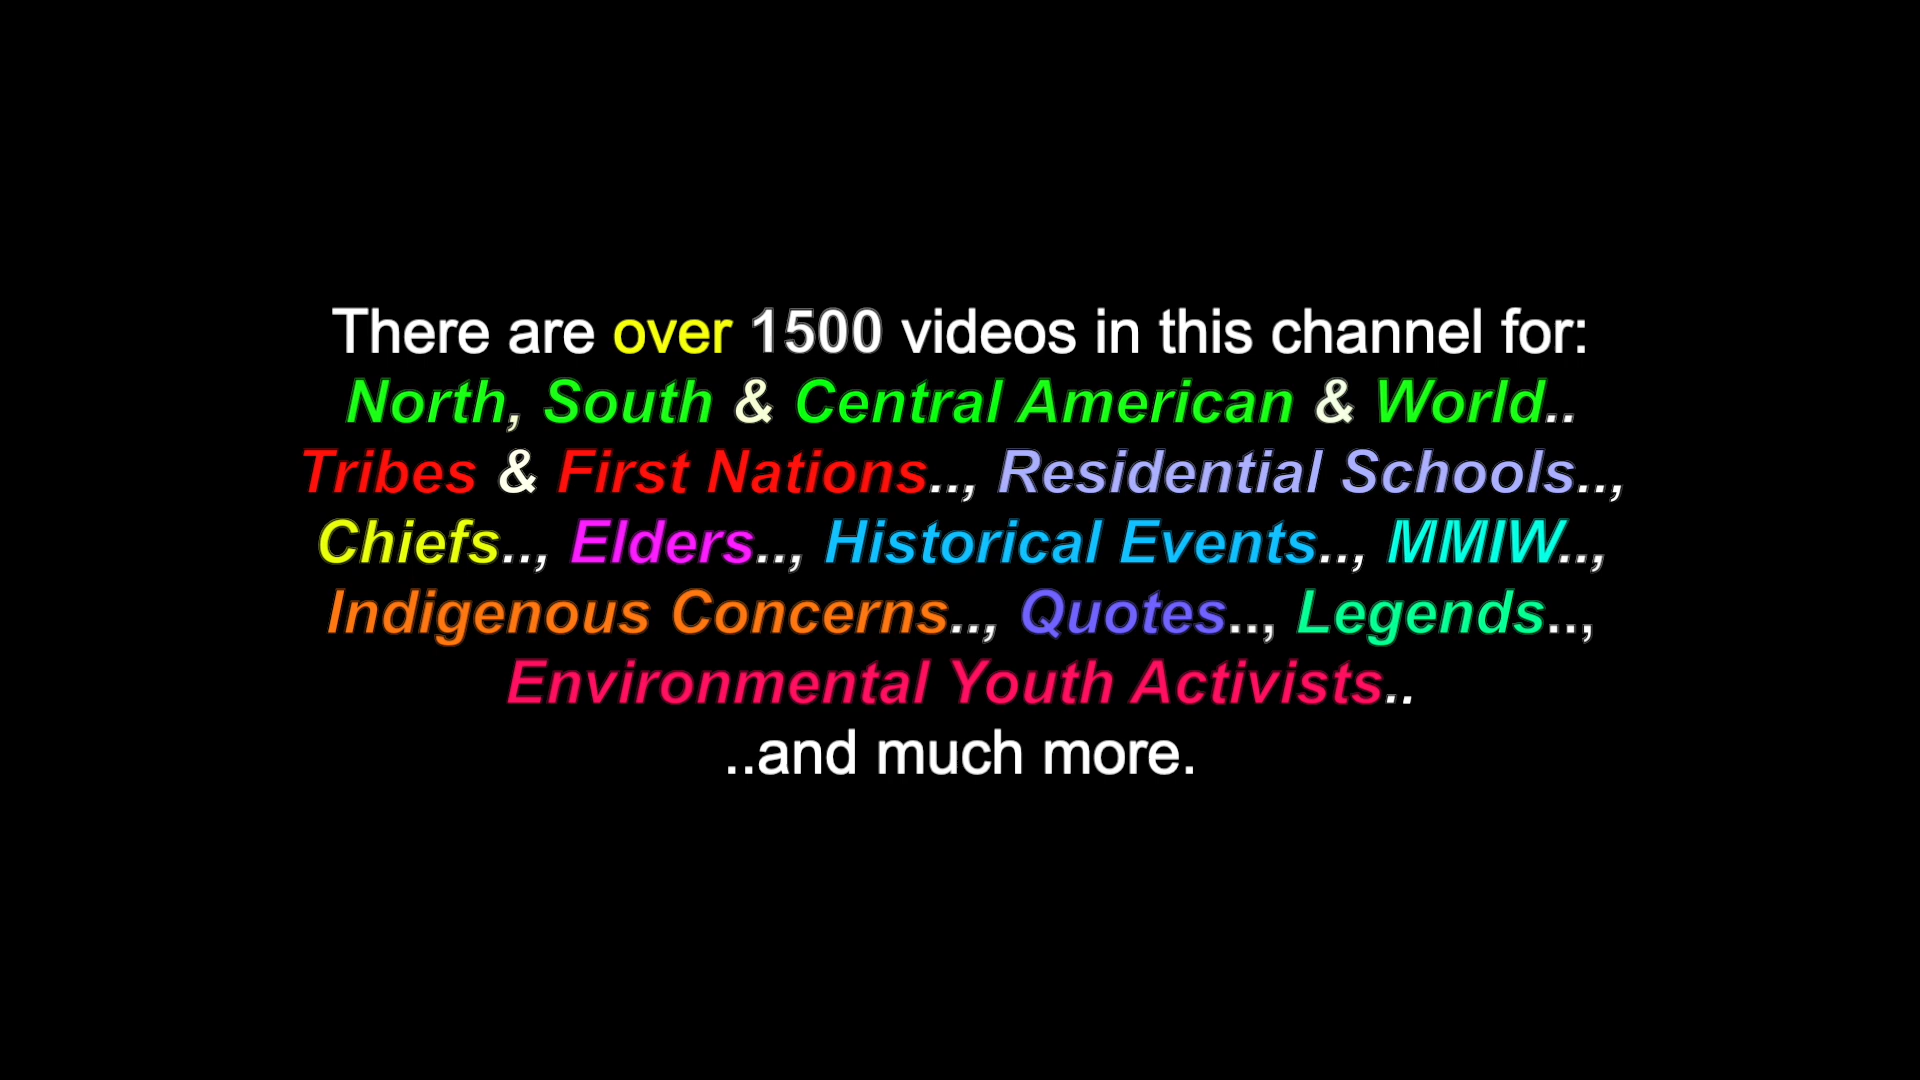 There are over 1500 videos in this channel for:
North, South & Central American & World..
Tribes & First Nations.., Residential Schools..,
Chiefs.., Elders.., Historical Events.., MMIW..,
Indigenous Concerns.., Quotes.., Legends..,
Environmental Youth Activists..
..and much more.